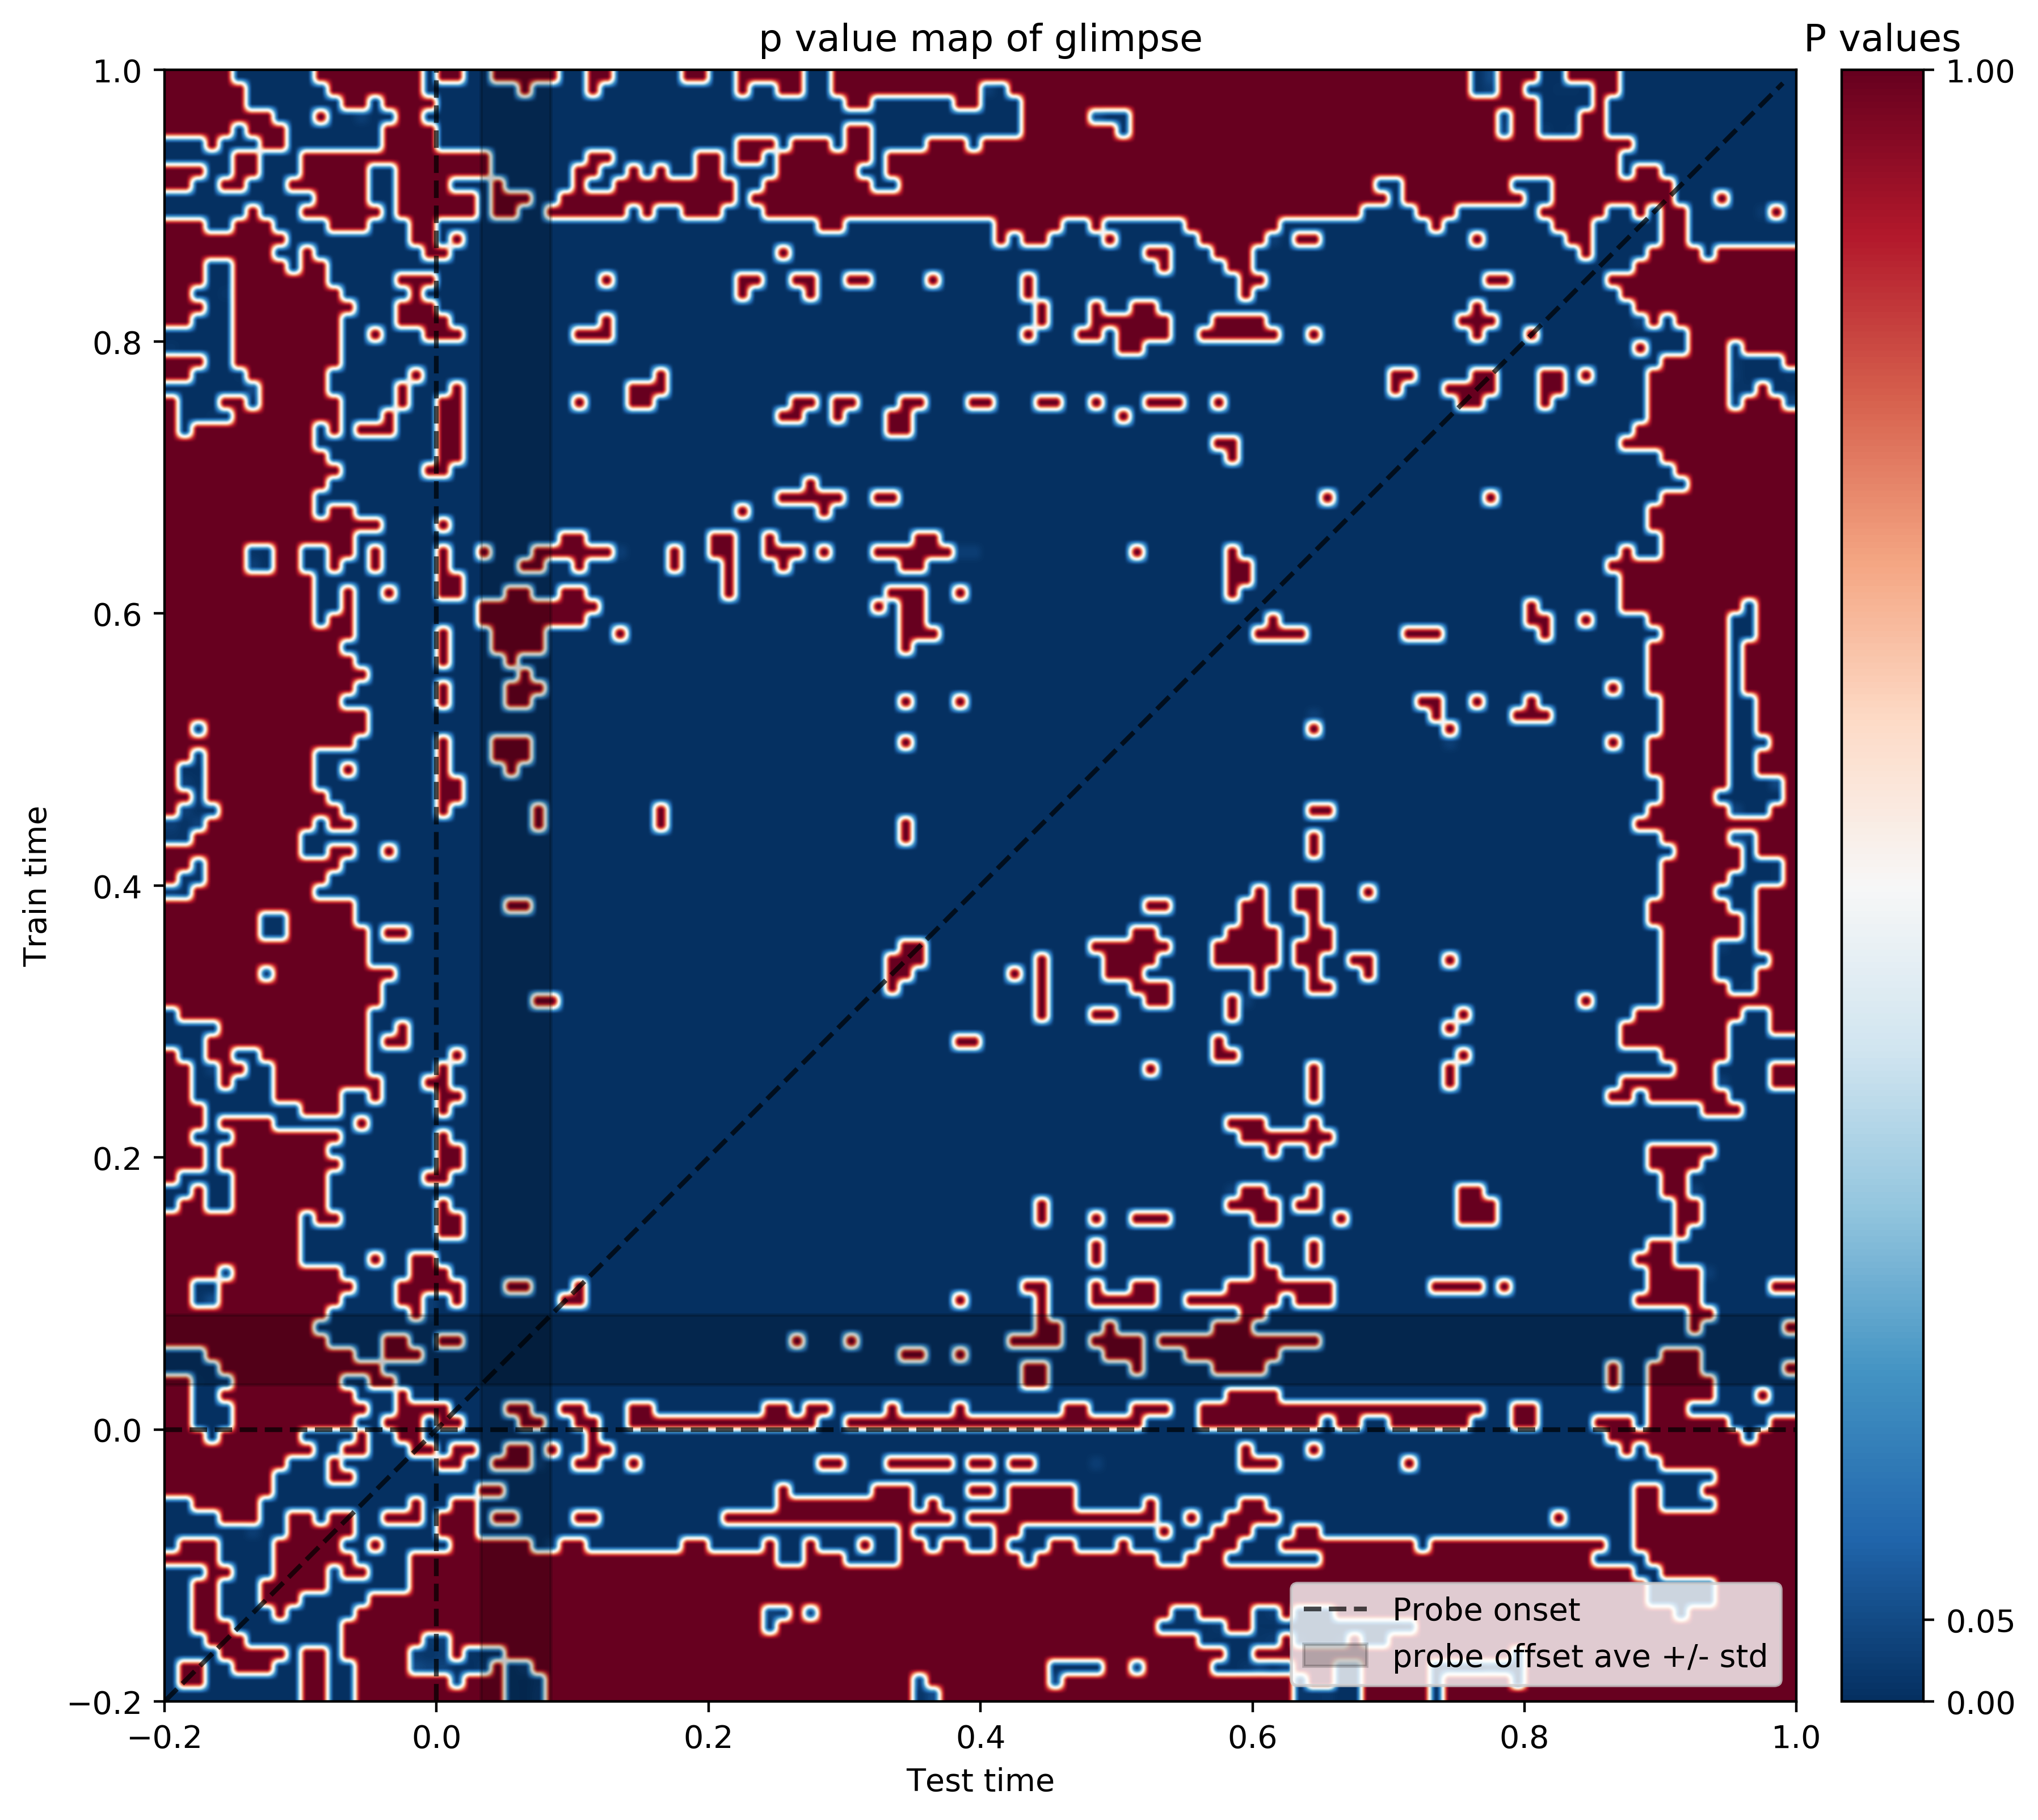 p value map of glimpse
P values
1.0
0.8
0.6
0.4
0.2
0.0
−0.2
Train time
−0.2
0.0
0.2
0.4
0.6
0.8
1.0
Test time
Probe onset
probe offset ave +/- std
1.00
0.05
0.00